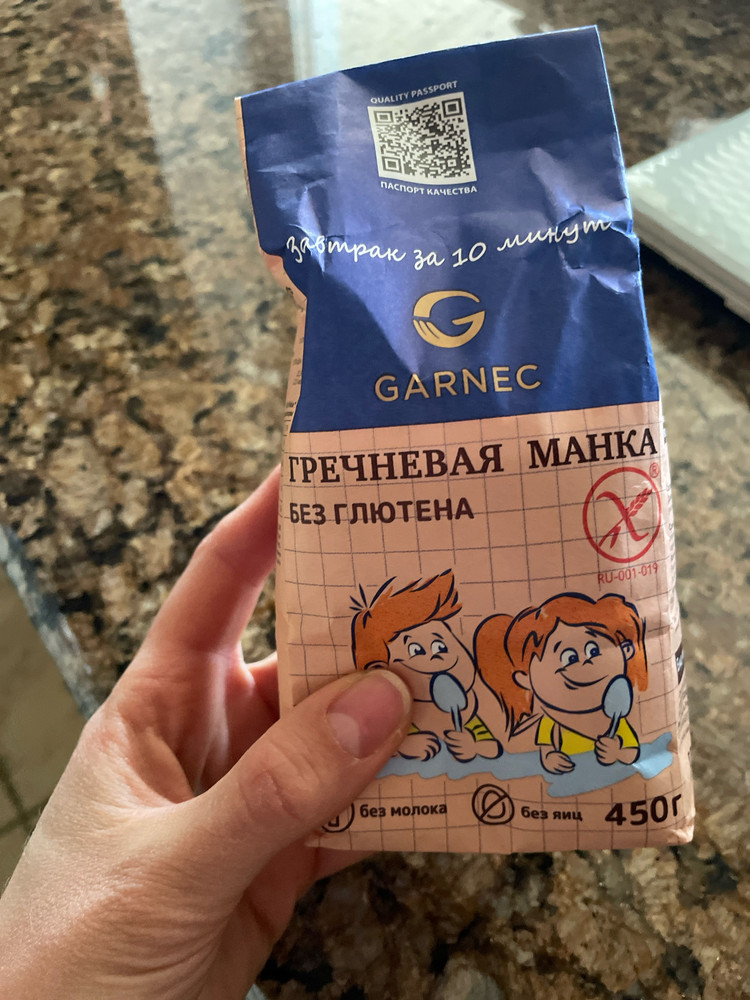 QUALITY PASSPORT
ПАСПОРТ КАЧЕСТВА
завтрак за 10 минут
GARNEC
ГРЕЧНЕВАЯ МАНКА
БЕЗ ГЛЮТЕНА
®
RU-001-019
без молока
без яиц
450г